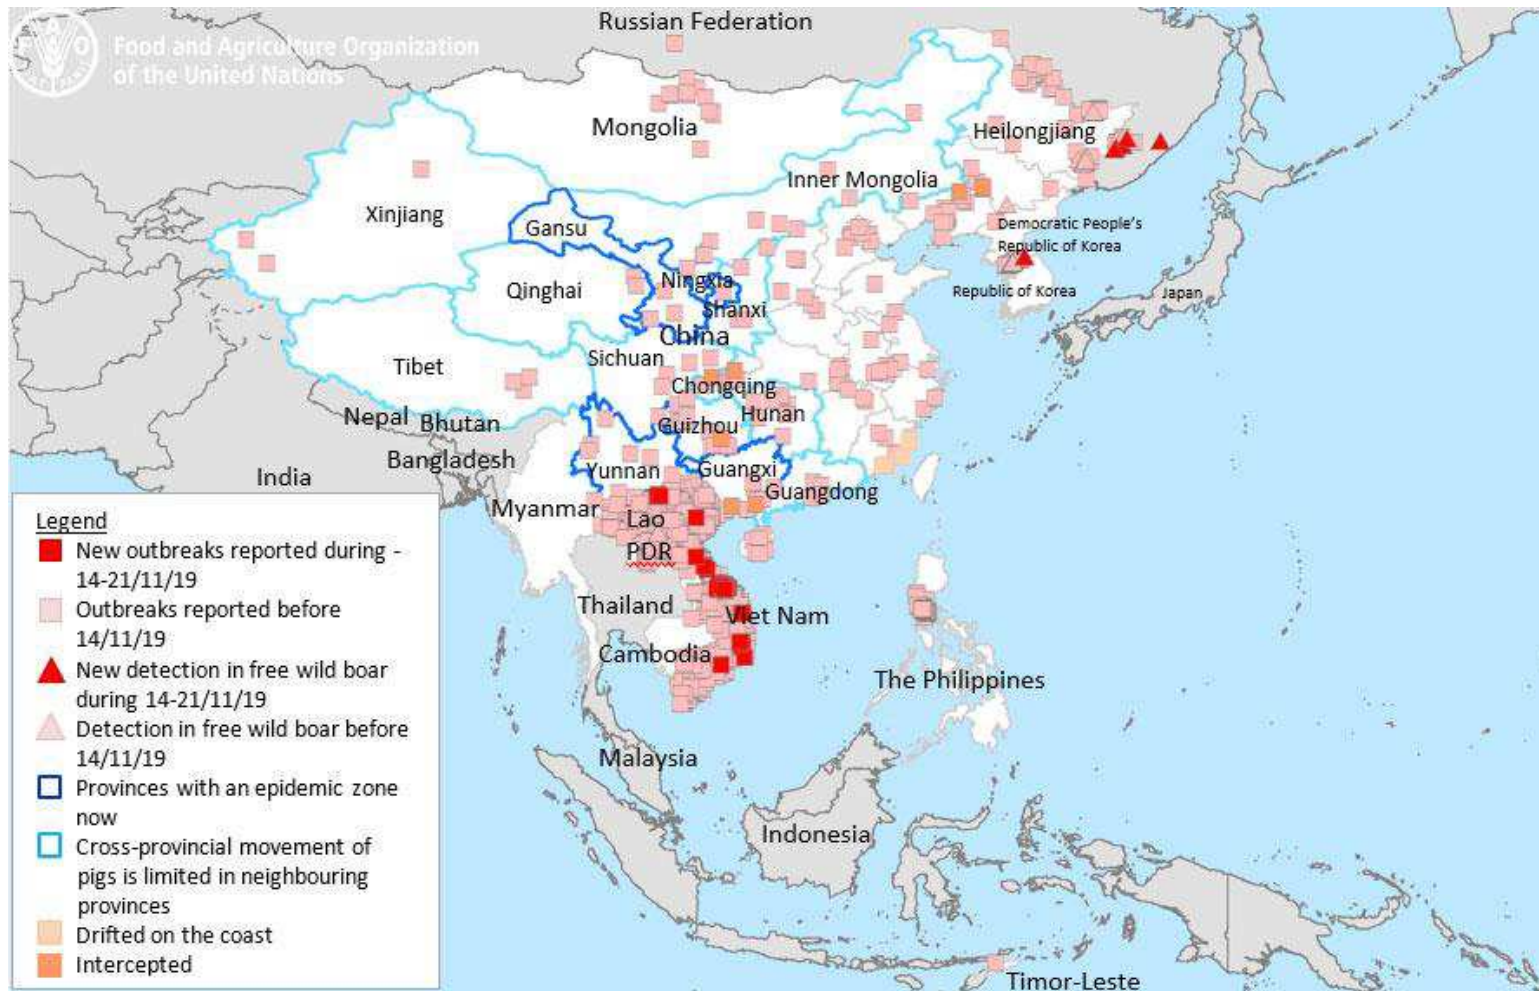 Russian Federation
Food and Agriculture Organization
of the United Nations
Mongolia
Heilongjiang
Inner Mongolia
Xinjiang
Gansu
Democratic People's
Republic of Korea
Ningxia
Qinghai
Republic of Korea
Japan
Shanxi
China
Sichuan
Tibet
Chongqing
Nepal
Bhutan
Hunan
Guizhou
Bangladesh
India
Yunnan
Guangxi
Guangdong
Myanmar
Lao
PDR
Thailand
Viet Nam
Cambodia
The Philippines
Malaysia
Indonesia
Timor-Leste
Legend
New outbreaks reported during -
14-21/11/19
Outbreaks reported before
14/11/19
New detection in free wild boar
during 14-21/11/19
Detection in free wild boar before
14/11/19
Provinces with an epidemic zone
now
Cross-provincial movement of
pigs is limited in neighbouring
provinces
Drifted on the coast
Intercepted